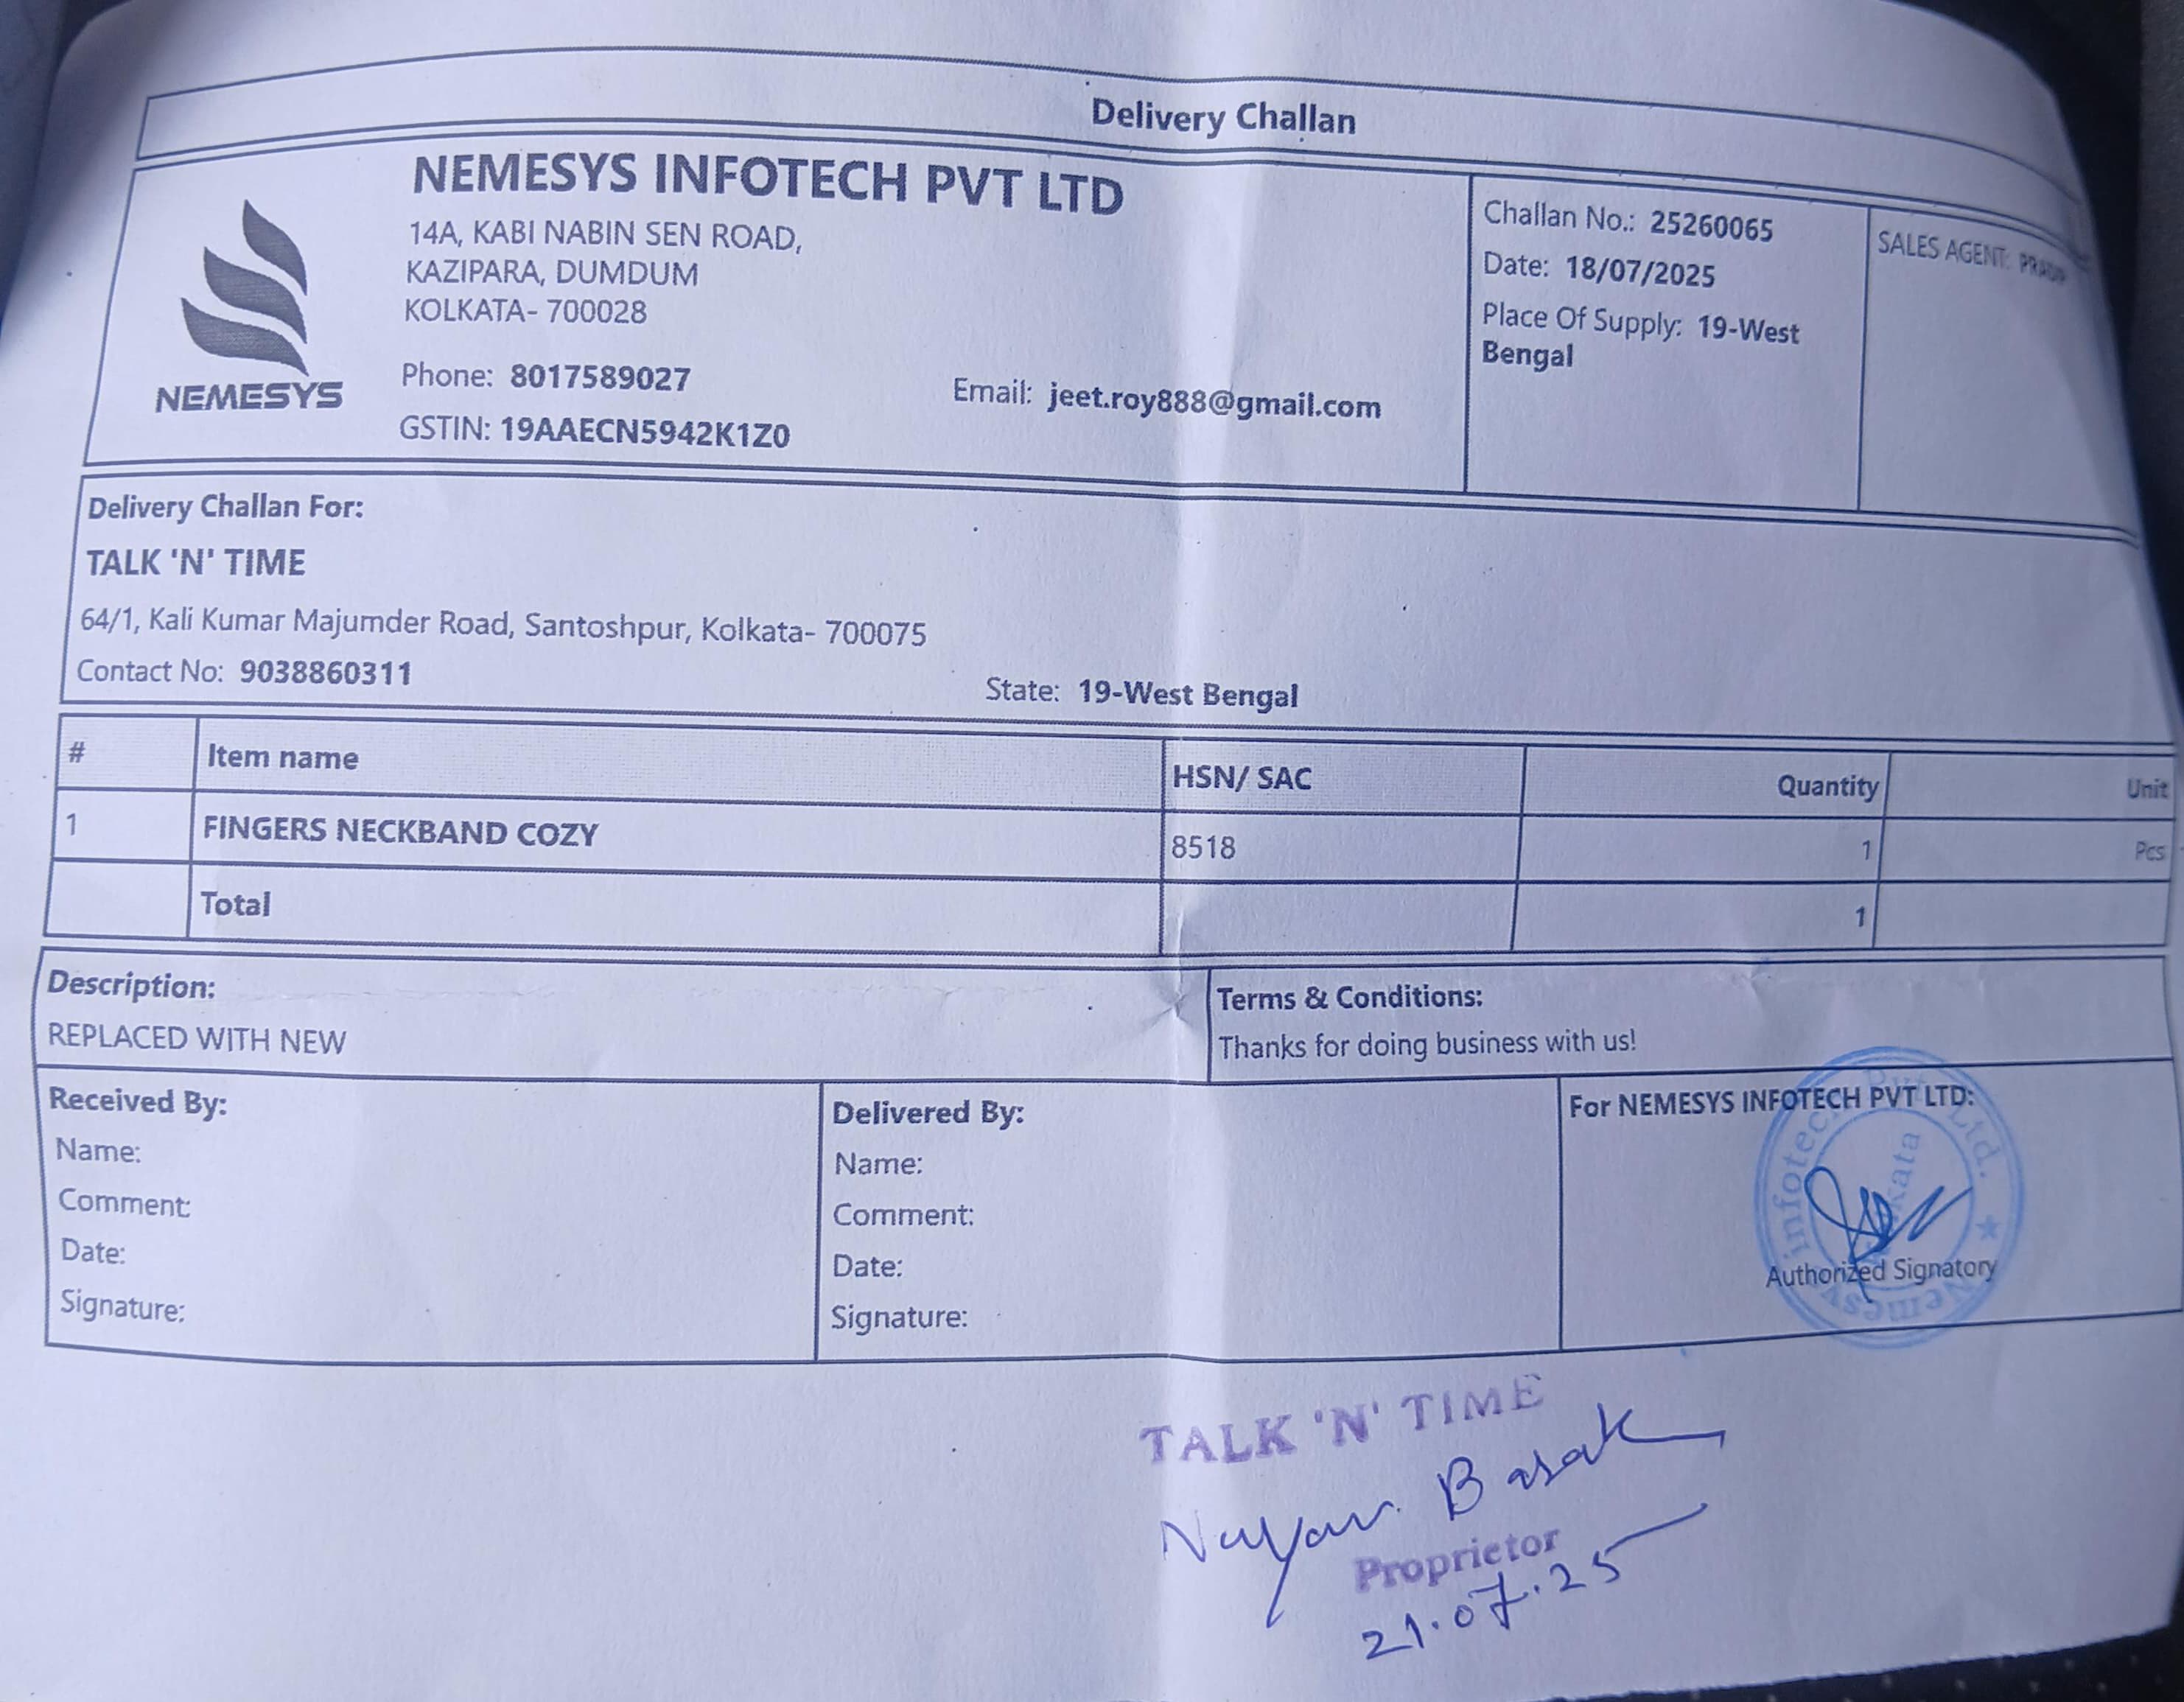 Delivery Challan
NEMESYS
NEMESYS INFOTECH PVT LTD
14A, KABI NABIN SEN ROAD,
KAZIPARA, DUMDUM
KOLKATA- 700028
Phone: 8017589027
Email: jeet.roy888@gmail.com
GSTIN: 19AAECN5942K1Z0
Challan No.: 25260065
Date: 18/07/2025
Place Of Supply: 19-West
Bengal
SALES AGENT:
Delivery Challan For:
TALK 'N' TIME
64/1, Kali Kumar Majumder Road, Santoshpur, Kolkata- 700075
Contact No: 9038860311
State: 19-West Bengal
# Item name HSN/ SAC Quantity Unit
1 FINGERS NECKBAND COZY 8518 1 Pcs
Total 1
Description:
REPLACED WITH NEW
Terms & Conditions:
Thanks for doing business with us!
Received By:
Name:
Comment:
Date:
Signature:
Delivered By:
Name:
Comment:
Date:
Signature:
For NEMESYS INFOTECH PVT LTD:
Nemesys infotech Pvt. Ltd.
Authorized Signatory
TALK 'N' TIME
Nayan Basak
Proprietor
21.07.25